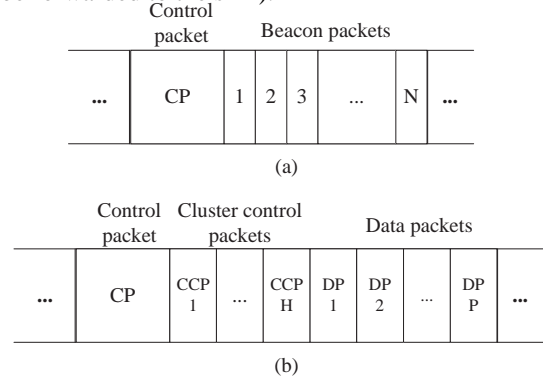 Control
packet
Beacon packets
... CP 1 2 3 ... N ...
(a)
Control
packet
Cluster control
packets
Data packets
... CP CCP 1 ... CCP H DP 1 DP 2 ... DP P ...
(b)